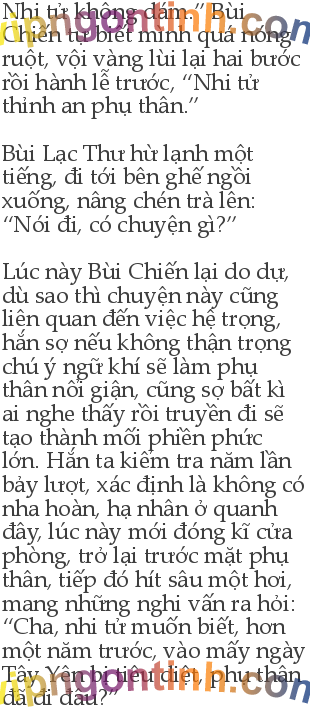 Nhi tử không dám.” Bùi
Chiến tự biết mình quá nóng
ruột, vội vàng lùi lại hai bước
rồi hành lễ trước, “Nhi tử
thỉnh an phụ thân.”
Bùi Lạc Thư hừ lạnh một
tiếng, đi tới bên ghế ngồi
xuống, nâng chén trà lên:
“Nói đi, có chuyện gì?”
Lúc này Bùi Chiến lại do dự,
dù sao thì chuyện này cũng
liên quan đến việc hệ trọng,
hắn sợ nếu không thận trọng
chú ý ngữ khí sẽ làm phụ
thân nổi giận, cũng sợ bất kì
ai nghe thấy rồi truyền đi sẽ
tạo thành mối phiền phức
lớn. Hắn ta kiểm tra năm lần
bảy lượt, xác định là không có
nha hoàn, hạ nhân ở quanh
đây, lúc này mới đóng kĩ cửa
phòng, trở lại trước mặt phụ
thân, tiếp đó hít sâu một hơi,
mang những nghi vấn ra hỏi:
“Cha, nhi tử muốn biết, hơn
một năm trước, vào mấy ngày
Tây Yên bị tiêu diệt, phụ thân
đã đi đâu?”